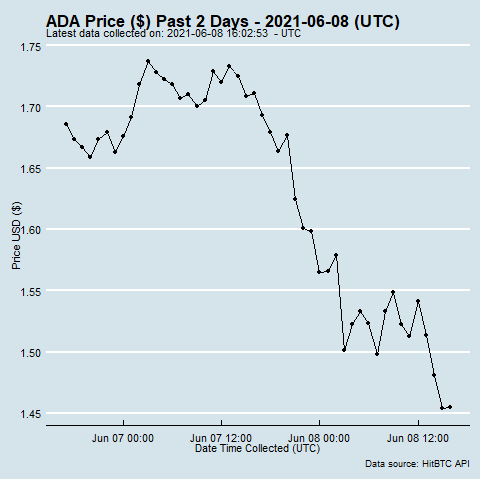 ADA Price ($) Past 2 Days - 2021-06-08 (UTC)
Latest data collected on: 2021-06-08 16:02:53 - UTC
1.75
1.70
1.65
1.60
1.55
1.50
1.45
Price USD ($)
Jun 07 00:00 Jun 07 12:00 Jun 08 00:00 Jun 08 12:00
Date Time Collected (UTC)
Data source: HitBTC API